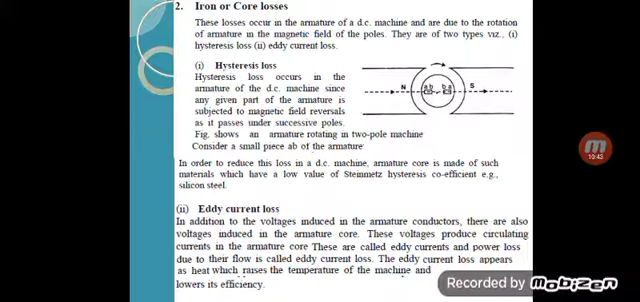 2. Iron or Core losses
These losses occur in the armature of a d.c. machine and are due to the rotation
of armature in the magnetic field of the poles. They are of two types viz., (i)
hysteresis loss (ii) eddy current loss.
(i) Hysteresis loss
Hysteresis loss occurs in the
armature of the d.c. machine since
any given part of the armature is
subjected to magnetic field reversals
as it passes under successive poles.
Fig. shows an armature rotating in two-pole machine
Consider a small piece ab of the armature
N a b b a S
In order to reduce this loss in a d.c. machine, armature core is made of such
materials which have a low value of Steinmetz hysteresis co-efficient e.g.,
silicon steel.
(ii) Eddy current loss
In addition to the voltages induced in the armature conductors, there are also
voltages induced in the armature core. These voltages produce circulating
currents in the armature core These are called eddy currents and power loss
due to their flow is called eddy current loss. The eddy current loss appears
as heat which raises the temperature of the machine and
lowers its efficiency.
10:43
Recorded by Mobizen